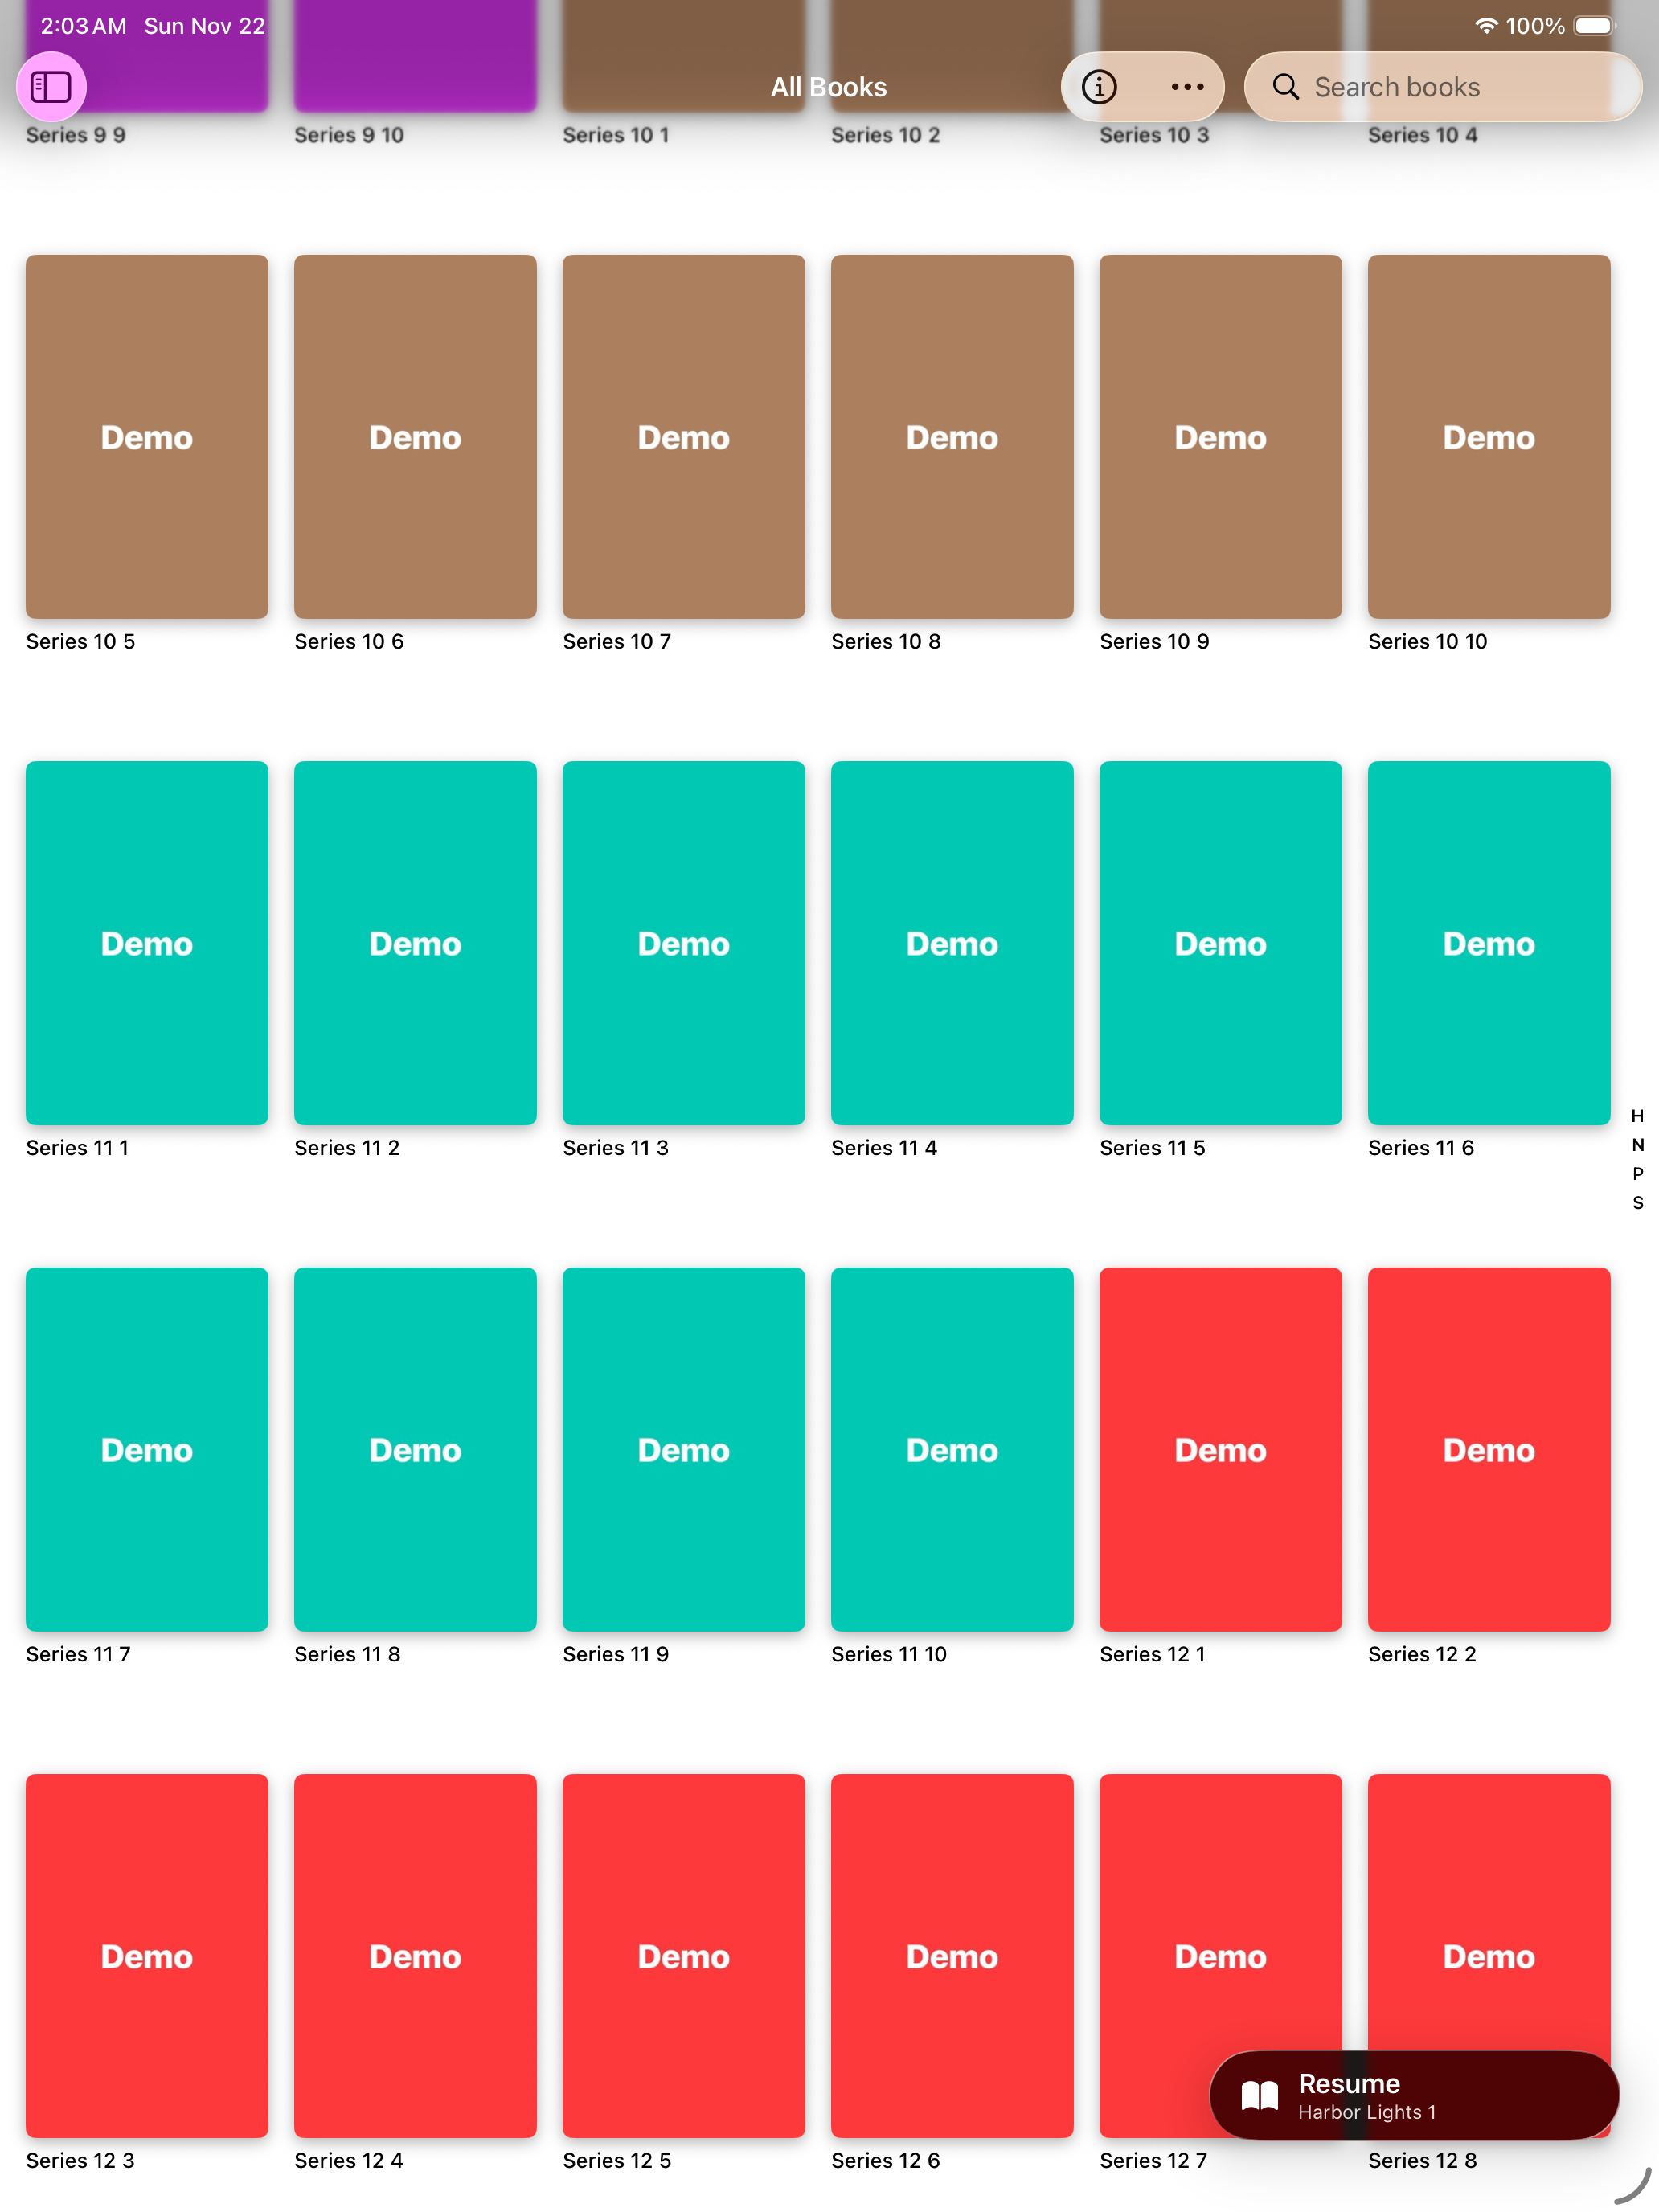 2:03 AM Sun Nov 22
100%
All Books
Search books
Series 9 9
Series 9 10
Series 10 1
Series 10 2
Series 10 3
Series 10 4
Demo
Demo
Demo
Demo
Demo
Demo
Series 10 5
Series 10 6
Series 10 7
Series 10 8
Series 10 9
Series 10 10
Demo
Demo
Demo
Demo
Demo
Demo
Series 11 1
Series 11 2
Series 11 3
Series 11 4
Series 11 5
Series 11 6
H
N
P
S
Demo
Demo
Demo
Demo
Demo
Demo
Series 11 7
Series 11 8
Series 11 9
Series 11 10
Series 12 1
Series 12 2
Demo
Demo
Demo
Demo
Demo
Demo
Resume
Harbor Lights 1
Series 12 3
Series 12 4
Series 12 5
Series 12 6
Series 12 7
Series 12 8